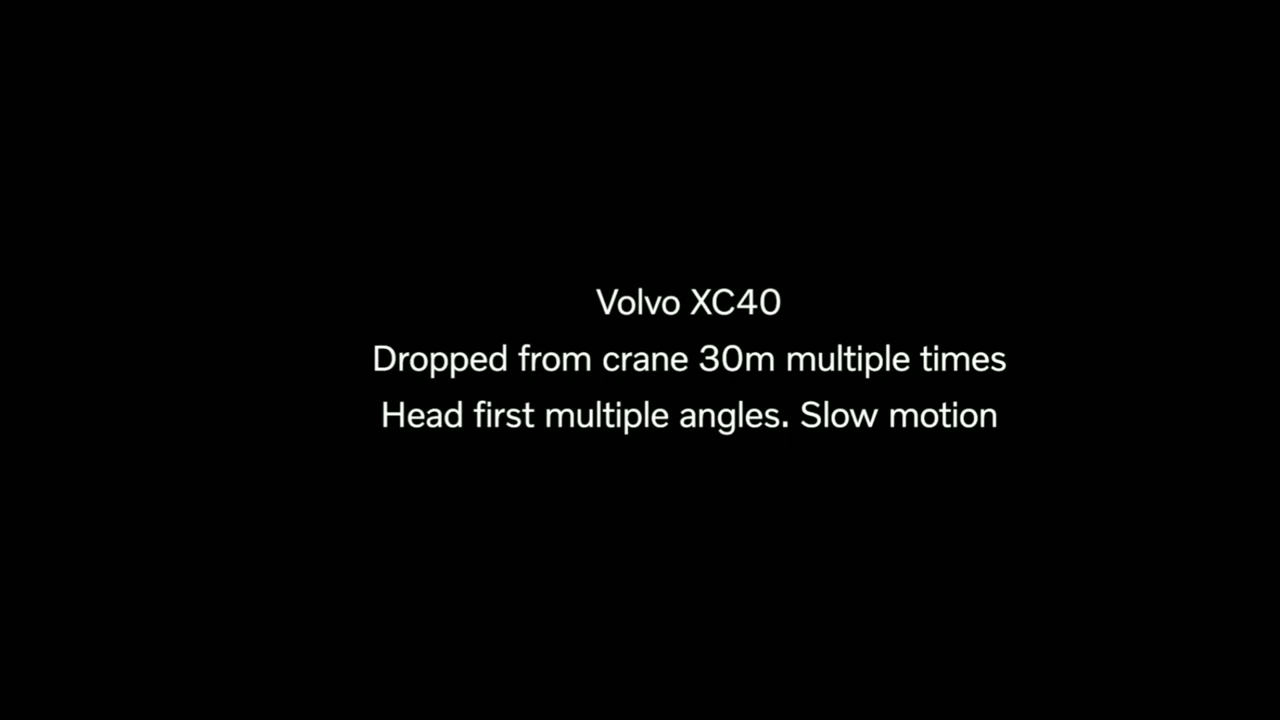 Volvo XC40
Dropped from crane 30m multiple times
Head first multiple angles. Slow motion